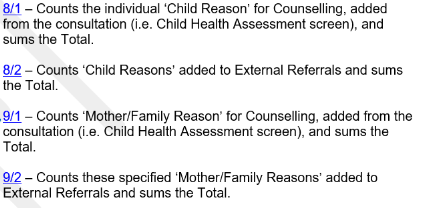 8/1 – Counts the individual ‘Child Reason’ for Counselling, added
from the consultation (i.e. Child Health Assessment screen), and
sums the Total.
8/2 – Counts ‘Child Reasons’ added to External Referrals and sums
the Total.
9/1 – Counts ‘Mother/Family Reason’ for Counselling, added from the
consultation (i.e. Child Health Assessment screen), and sums the
Total.
9/2 – Counts these specified ‘Mother/Family Reasons’ added to
External Referrals and sums the Total.